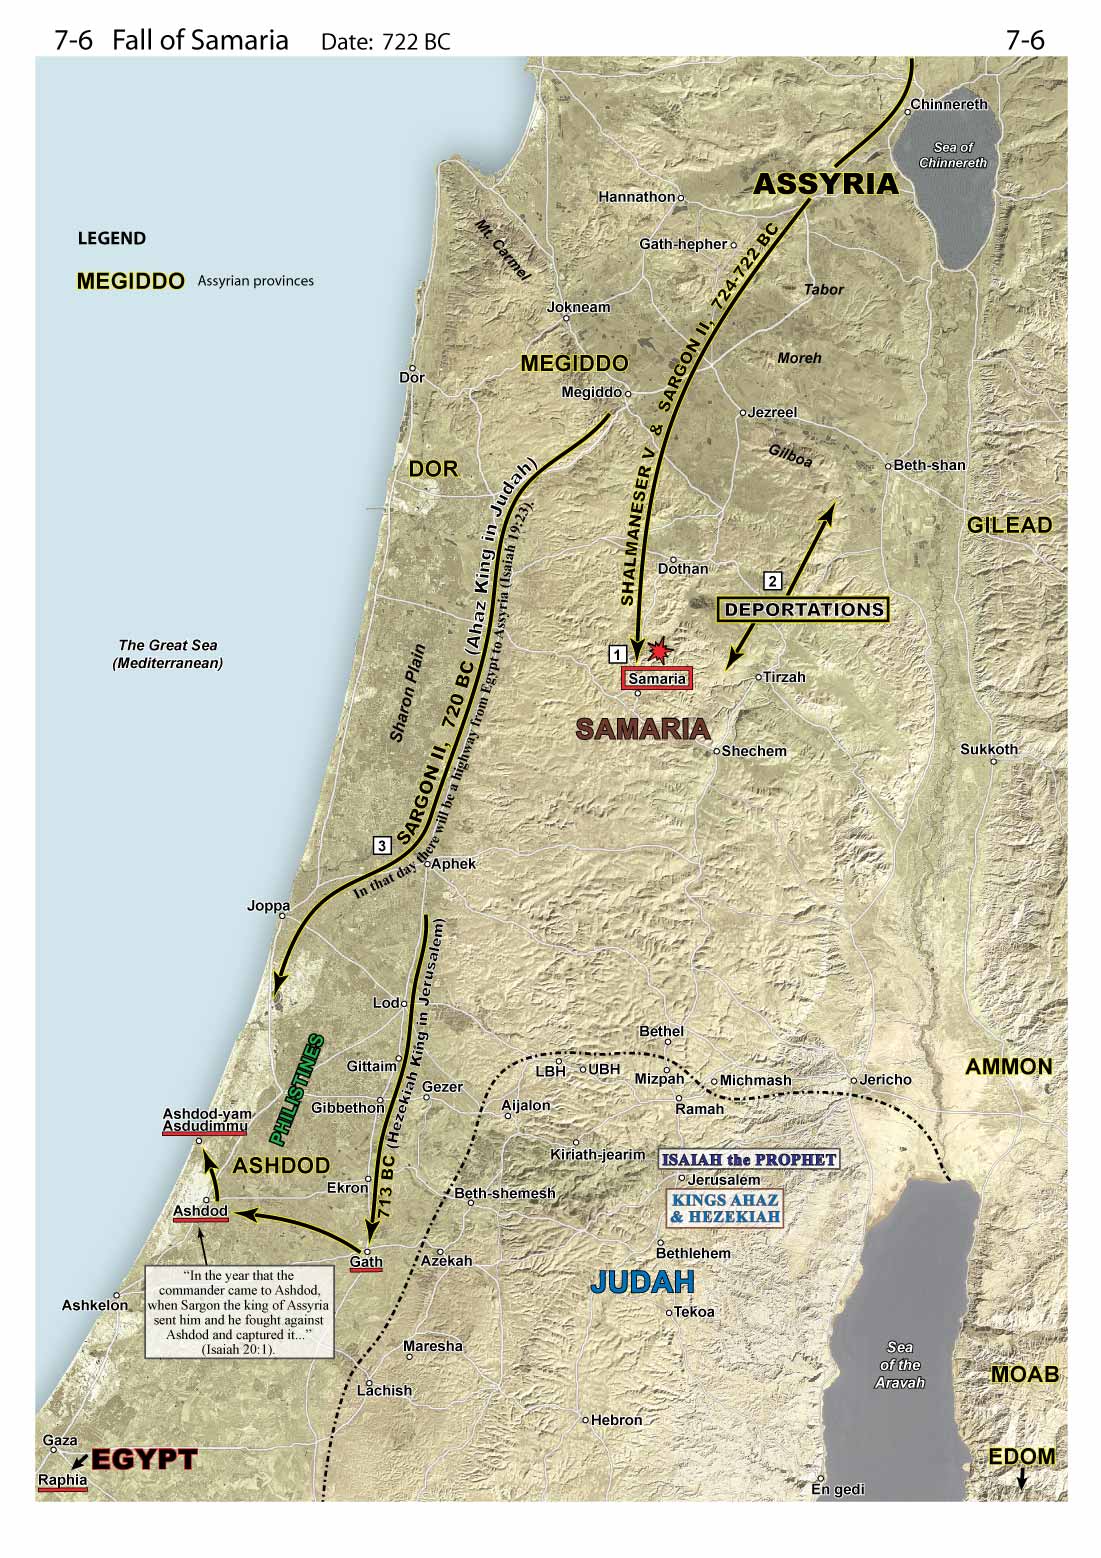 7-6 Fall of Samaria Date: 722 BC 7-6
Chinnereth
Sea of
Chinnereth
ASSYRIA
Hannathon
Mt. Carmel
Gath-hepher
LEGEND
MEGIDDO Assyrian provinces
Tabor
Jokneam
SHALMANESER V & SARGON II, 724-722 BC
MEGIDDO
Moreh
Dor
Megiddo
Jezreel
Gilboa
DOR
Beth-shan
GILEAD
SARGON II, 720 BC (Ahaz King in Judah)
In that day there will be a highway from Egypt to Assyria (Isaiah 19:23).
Dothan
2
DEPORTATIONS
The Great Sea
(Mediterranean)
Sharon Plain
1
Samaria
Tirzah
SAMARIA
Shechem
Sukkoth
3
Aphek
Joppa
713 BC (Hezekiah King in Jerusalem)
Lod
Bethel
PHILISTINES
Gittaim
LBH
UBH
Mizpah
Michmash
Jericho
AMMON
Gezer
Gibbethon
Aijalon
Ramah
Ashdod-yam
Asdudimmu
Kiriath-jearim
ISAIAH the PROPHET
ASHDOD
Ekron
Beth-shemesh
Jerusalem
KINGS AHAZ
& HEZEKIAH
Ashdod
Gath
Azekah
Bethlehem
JUDAH
"In the year that the
commander came to Ashdod,
when Sargon the king of Assyria
sent him and he fought against
Ashdod and captured it..."
(Isaiah 20:1).
Ashkelon
Tekoa
Maresha
Sea
of the
Aravah
MOAB
Lachish
Hebron
Gaza
EGYPT
Raphia
EDOM
En gedi